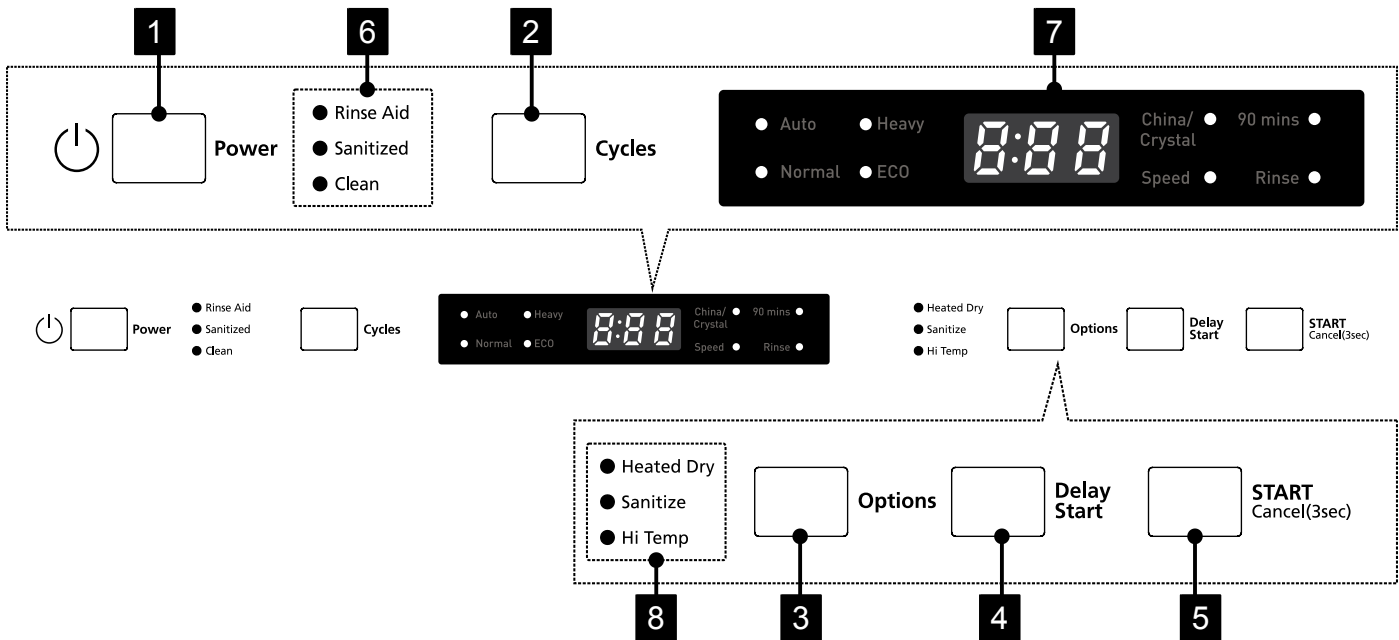 1
6
2
7
Power
Rinse Aid
Sanitized
Clean
Cycles
Auto
Heavy
Normal
ECO
8:88
China/
Crystal
90 mins
Speed
Rinse
Power
Rinse Aid
Sanitized
Clean
Cycles
Auto
Heavy
Normal
ECO
8:88
China/
Crystal
90 mins
Speed
Rinse
Heated Dry
Sanitize
Hi Temp
Options
Delay
Start
START
Cancel(3sec)
Heated Dry
Sanitize
Hi Temp
Options
Delay
Start
START
Cancel(3sec)
8
3
4
5